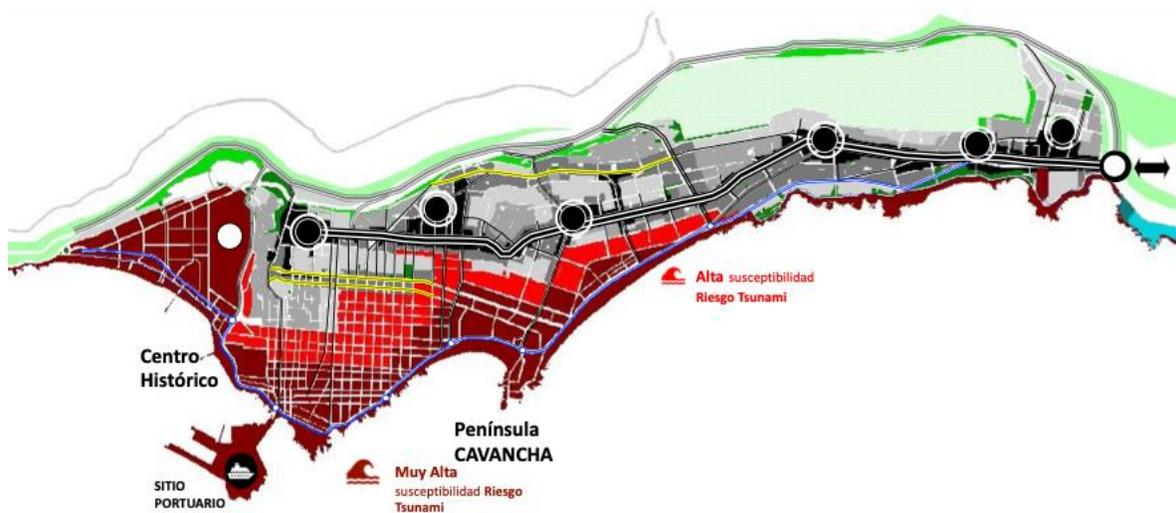 Alta susceptibilidad
Riesgo Tsunami
Centro
Histórico
Península
CAVANCHA
Muy Alta
susceptibilidad Riesgo
Tsunami
SITIO
PORTUARIO